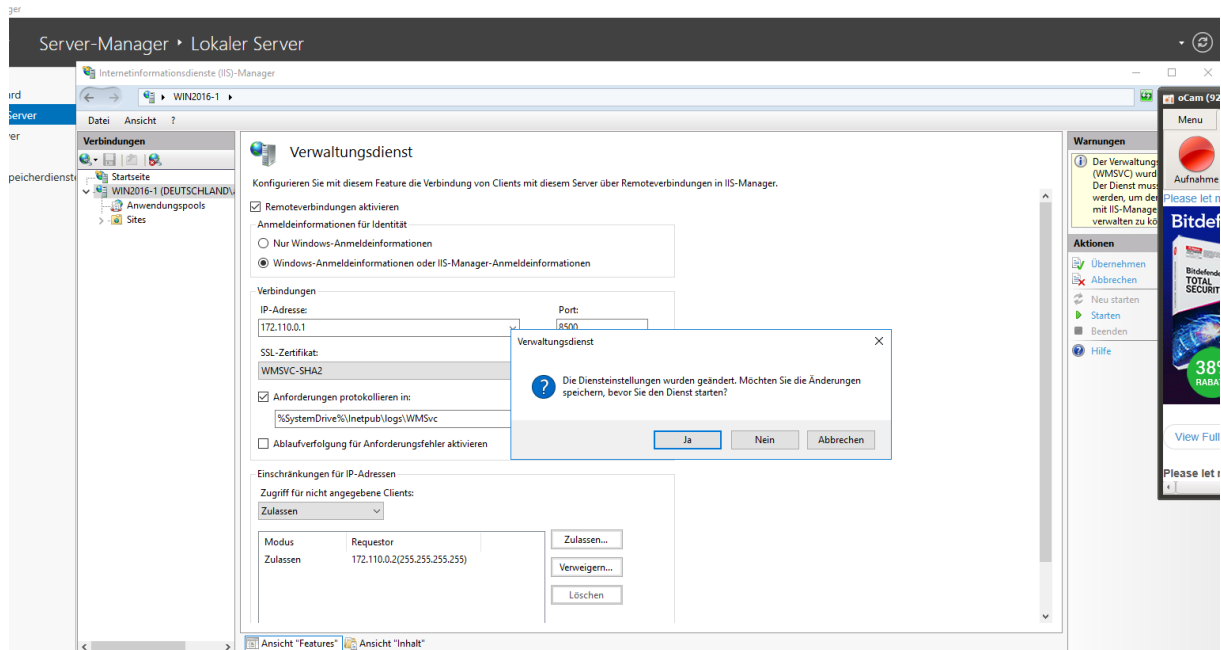 ger
Server-Manager ‣ Lokaler Server
Internetinformationsdienste (IIS)-Manager
WIN2016-1
Datei Ansicht ?
ard
Server
er
peicherdienste
Verbindungen
Startseite
WIN2016-1 (DEUTSCHLAND\
Anwendungspools
Sites
Verwaltungsdienst
Konfigurieren Sie mit diesem Feature die Verbindung von Clients mit diesem Server über Remoteverbindungen in IIS-Manager.
Remoteverbindungen aktivieren
Anmeldeinformationen für Identität
Nur Windows-Anmeldeinformationen
Windows-Anmeldeinformationen oder IIS-Manager-Anmeldeinformationen
Verbindungen
IP-Adresse: Port:
172.110.0.1 8500
SSL-Zertifikat:
WMSVC-SHA2
Anforderungen protokollieren in:
%SystemDrive%\Inetpub\logs\WMSvc
Ablaufverfolgung für Anforderungsfehler aktivieren
Verwaltungsdienst
Die Diensteinstellungen wurden geändert. Möchten Sie die Änderungen
speichern, bevor Sie den Dienst starten?
Ja Nein Abbrechen
Einschränkungen für IP-Adressen
Zugriff für nicht angegebene Clients:
Zulassen
Modus Requestor
Zulassen 172.110.0.2(255.255.255.255)
Zulassen...
Verweigern...
Löschen
Ansicht "Features" Ansicht "Inhalt"
Warnungen
Der Verwaltungs
(WMSVC) wurd
Der Dienst mus
werden, um der
mit IIS-Manage
verwalten zu kö
Aktionen
Übernehmen
Abbrechen
Neu starten
Starten
Beenden
Hilfe
oCam (92
Menu
Aufnahme
Please let m
Bitdef
Bitdefende
TOTAL
SECURIT
38%
RABAT
View Full
Please let m